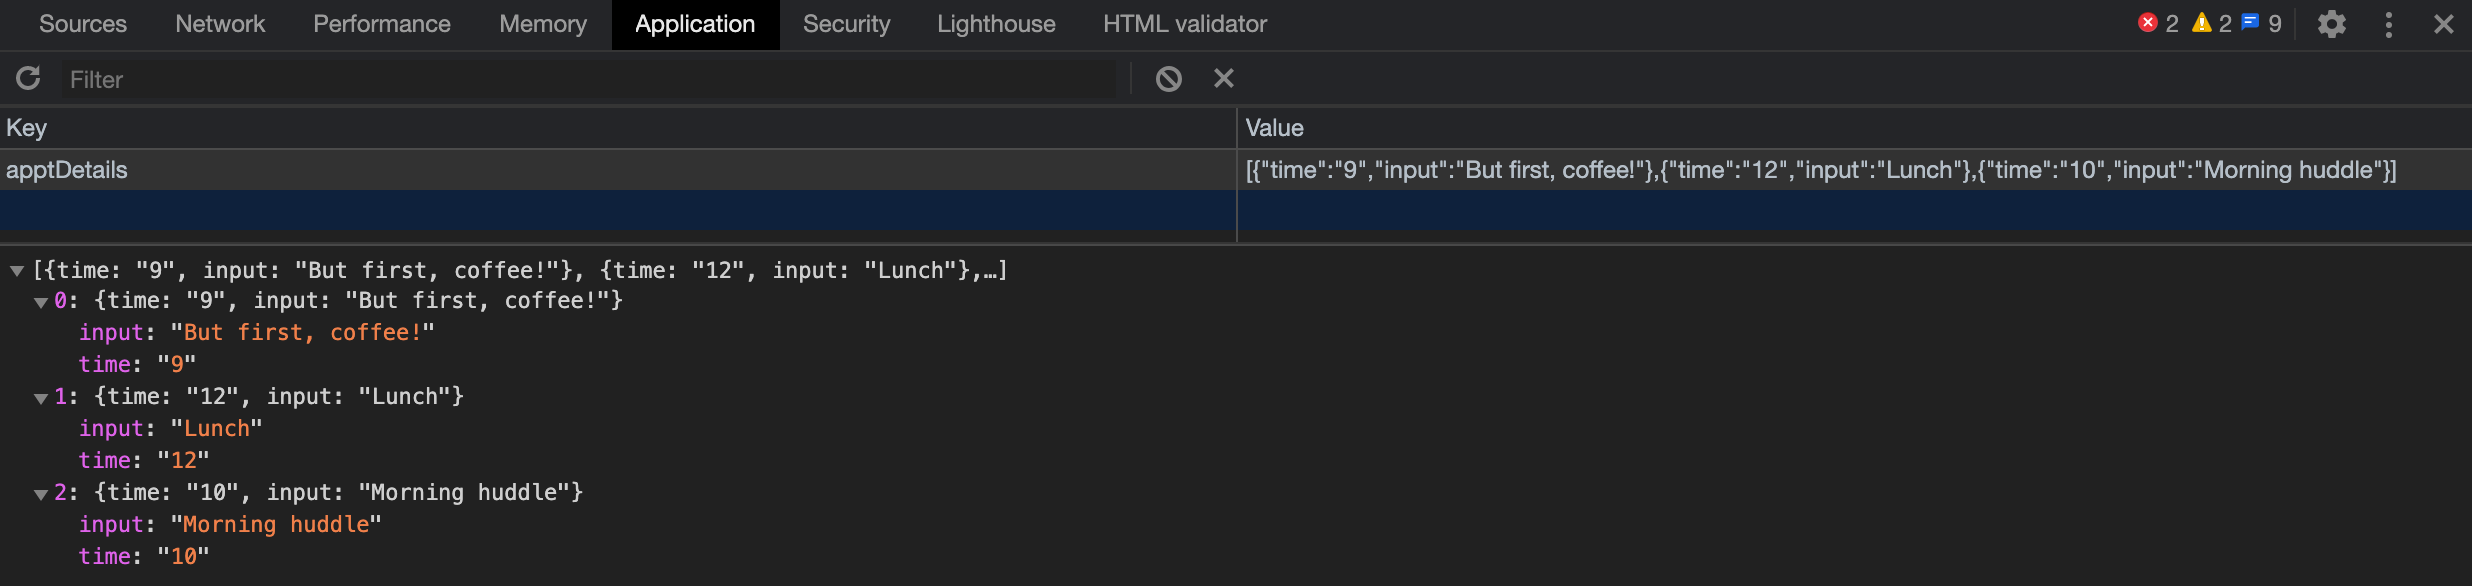 Sources Network Performance Memory Application Security Lighthouse HTML validator 2 2 9
Filter
Key Value
apptDetails [{"time":"9","input":"But first, coffee!"},{"time":"12","input":"Lunch"},{"time":"10","input":"Morning huddle"}]
[{time: "9", input: "But first, coffee!"}, {time: "12", input: "Lunch"},…]
0: {time: "9", input: "But first, coffee!"}
input: "But first, coffee!"
time: "9"
1: {time: "12", input: "Lunch"}
input: "Lunch"
time: "12"
2: {time: "10", input: "Morning huddle"}
input: "Morning huddle"
time: "10"